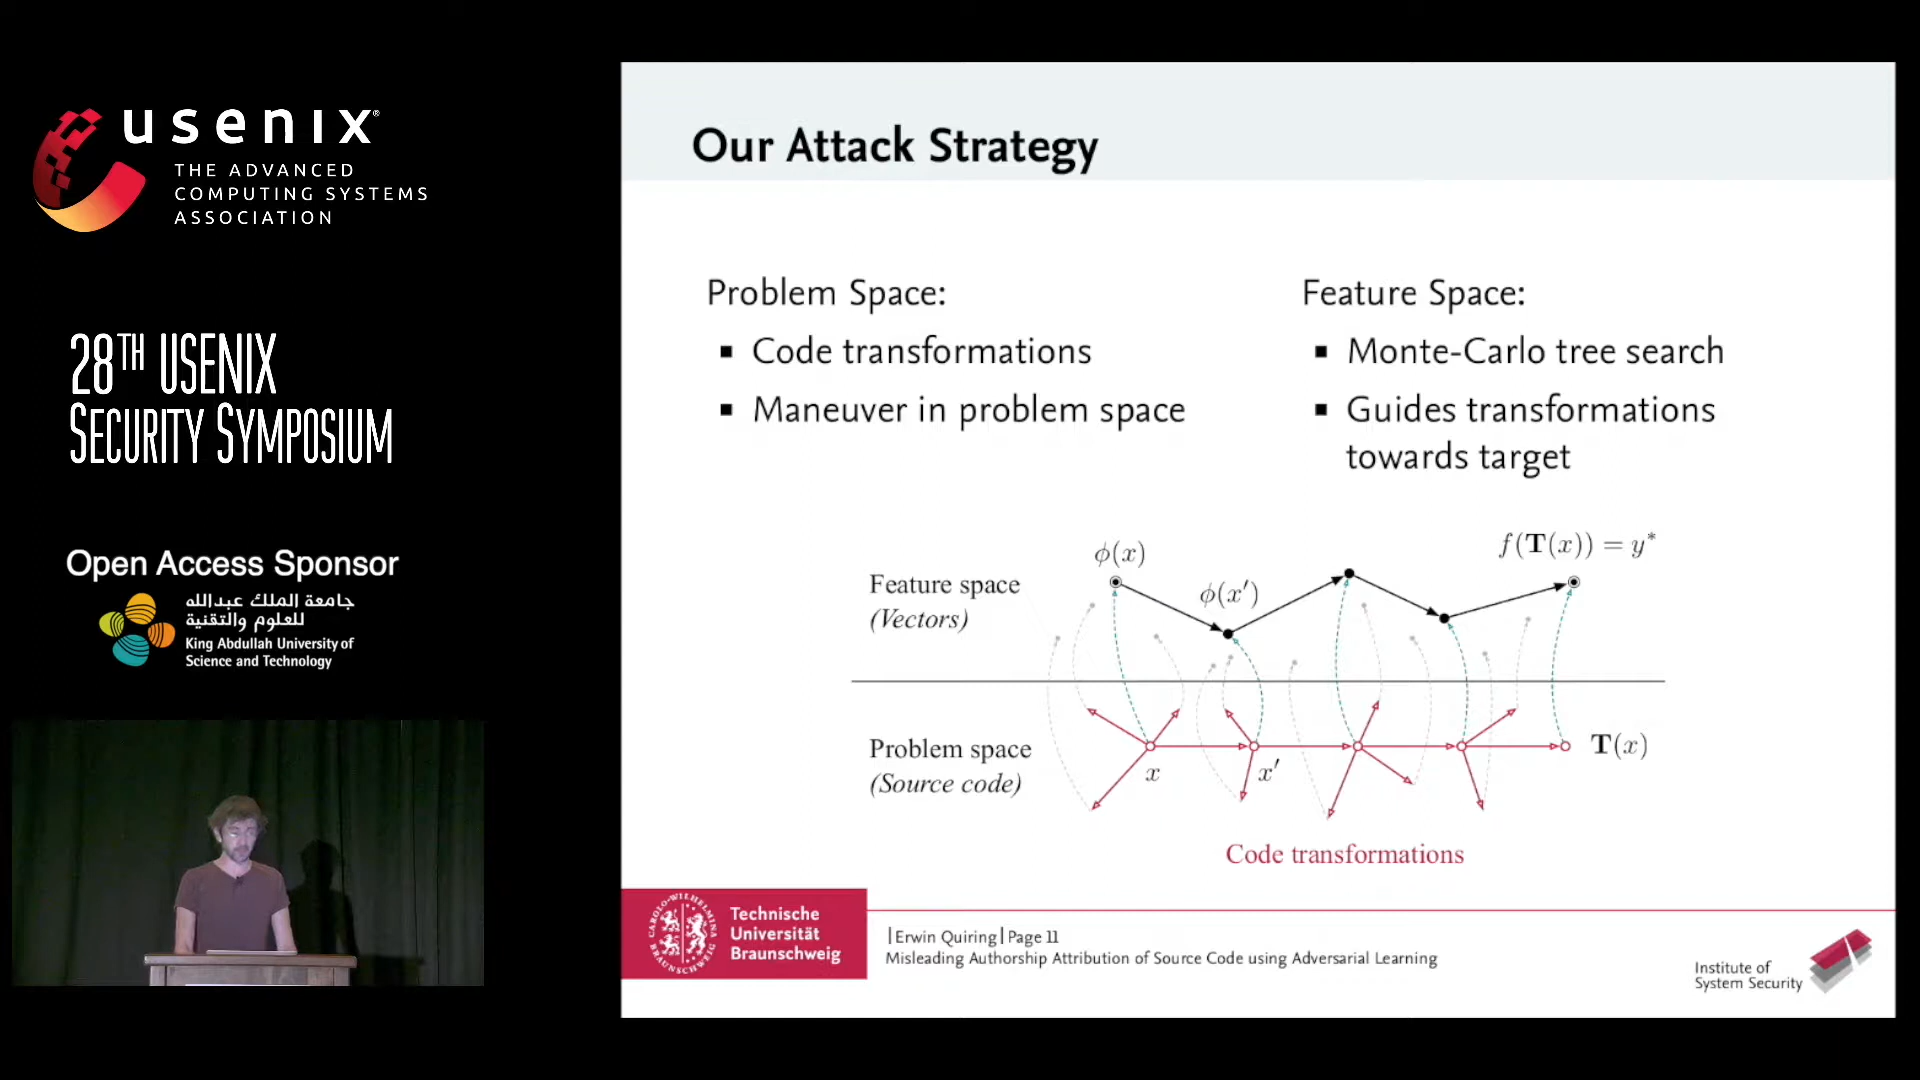 usenix®
THE ADVANCED
COMPUTING SYSTEMS
ASSOCIATION
28TH USENIX
SECURITY SYMPOSIUM
Open Access Sponsor
جامعة الملك عبدالله
للعلوم والتقنية
King Abdullah University of
Science and Technology
Our Attack Strategy
Problem Space:
▪ Code transformations
▪ Maneuver in problem space
Feature Space:
▪ Monte-Carlo tree search
▪ Guides transformations
towards target
Feature space
(Vectors)
ϕ(x)
ϕ(x′)
f(T(x)) = y*
Problem space
(Source code)
x
x′
T(x)
Code transformations
CAROLO-WILHELMINA
BRAUNSCHWEIG
Technische
Universität
Braunschweig
| Erwin Quiring | Page 11
Misleading Authorship Attribution of Source Code using Adversarial Learning
Institute of
System Security